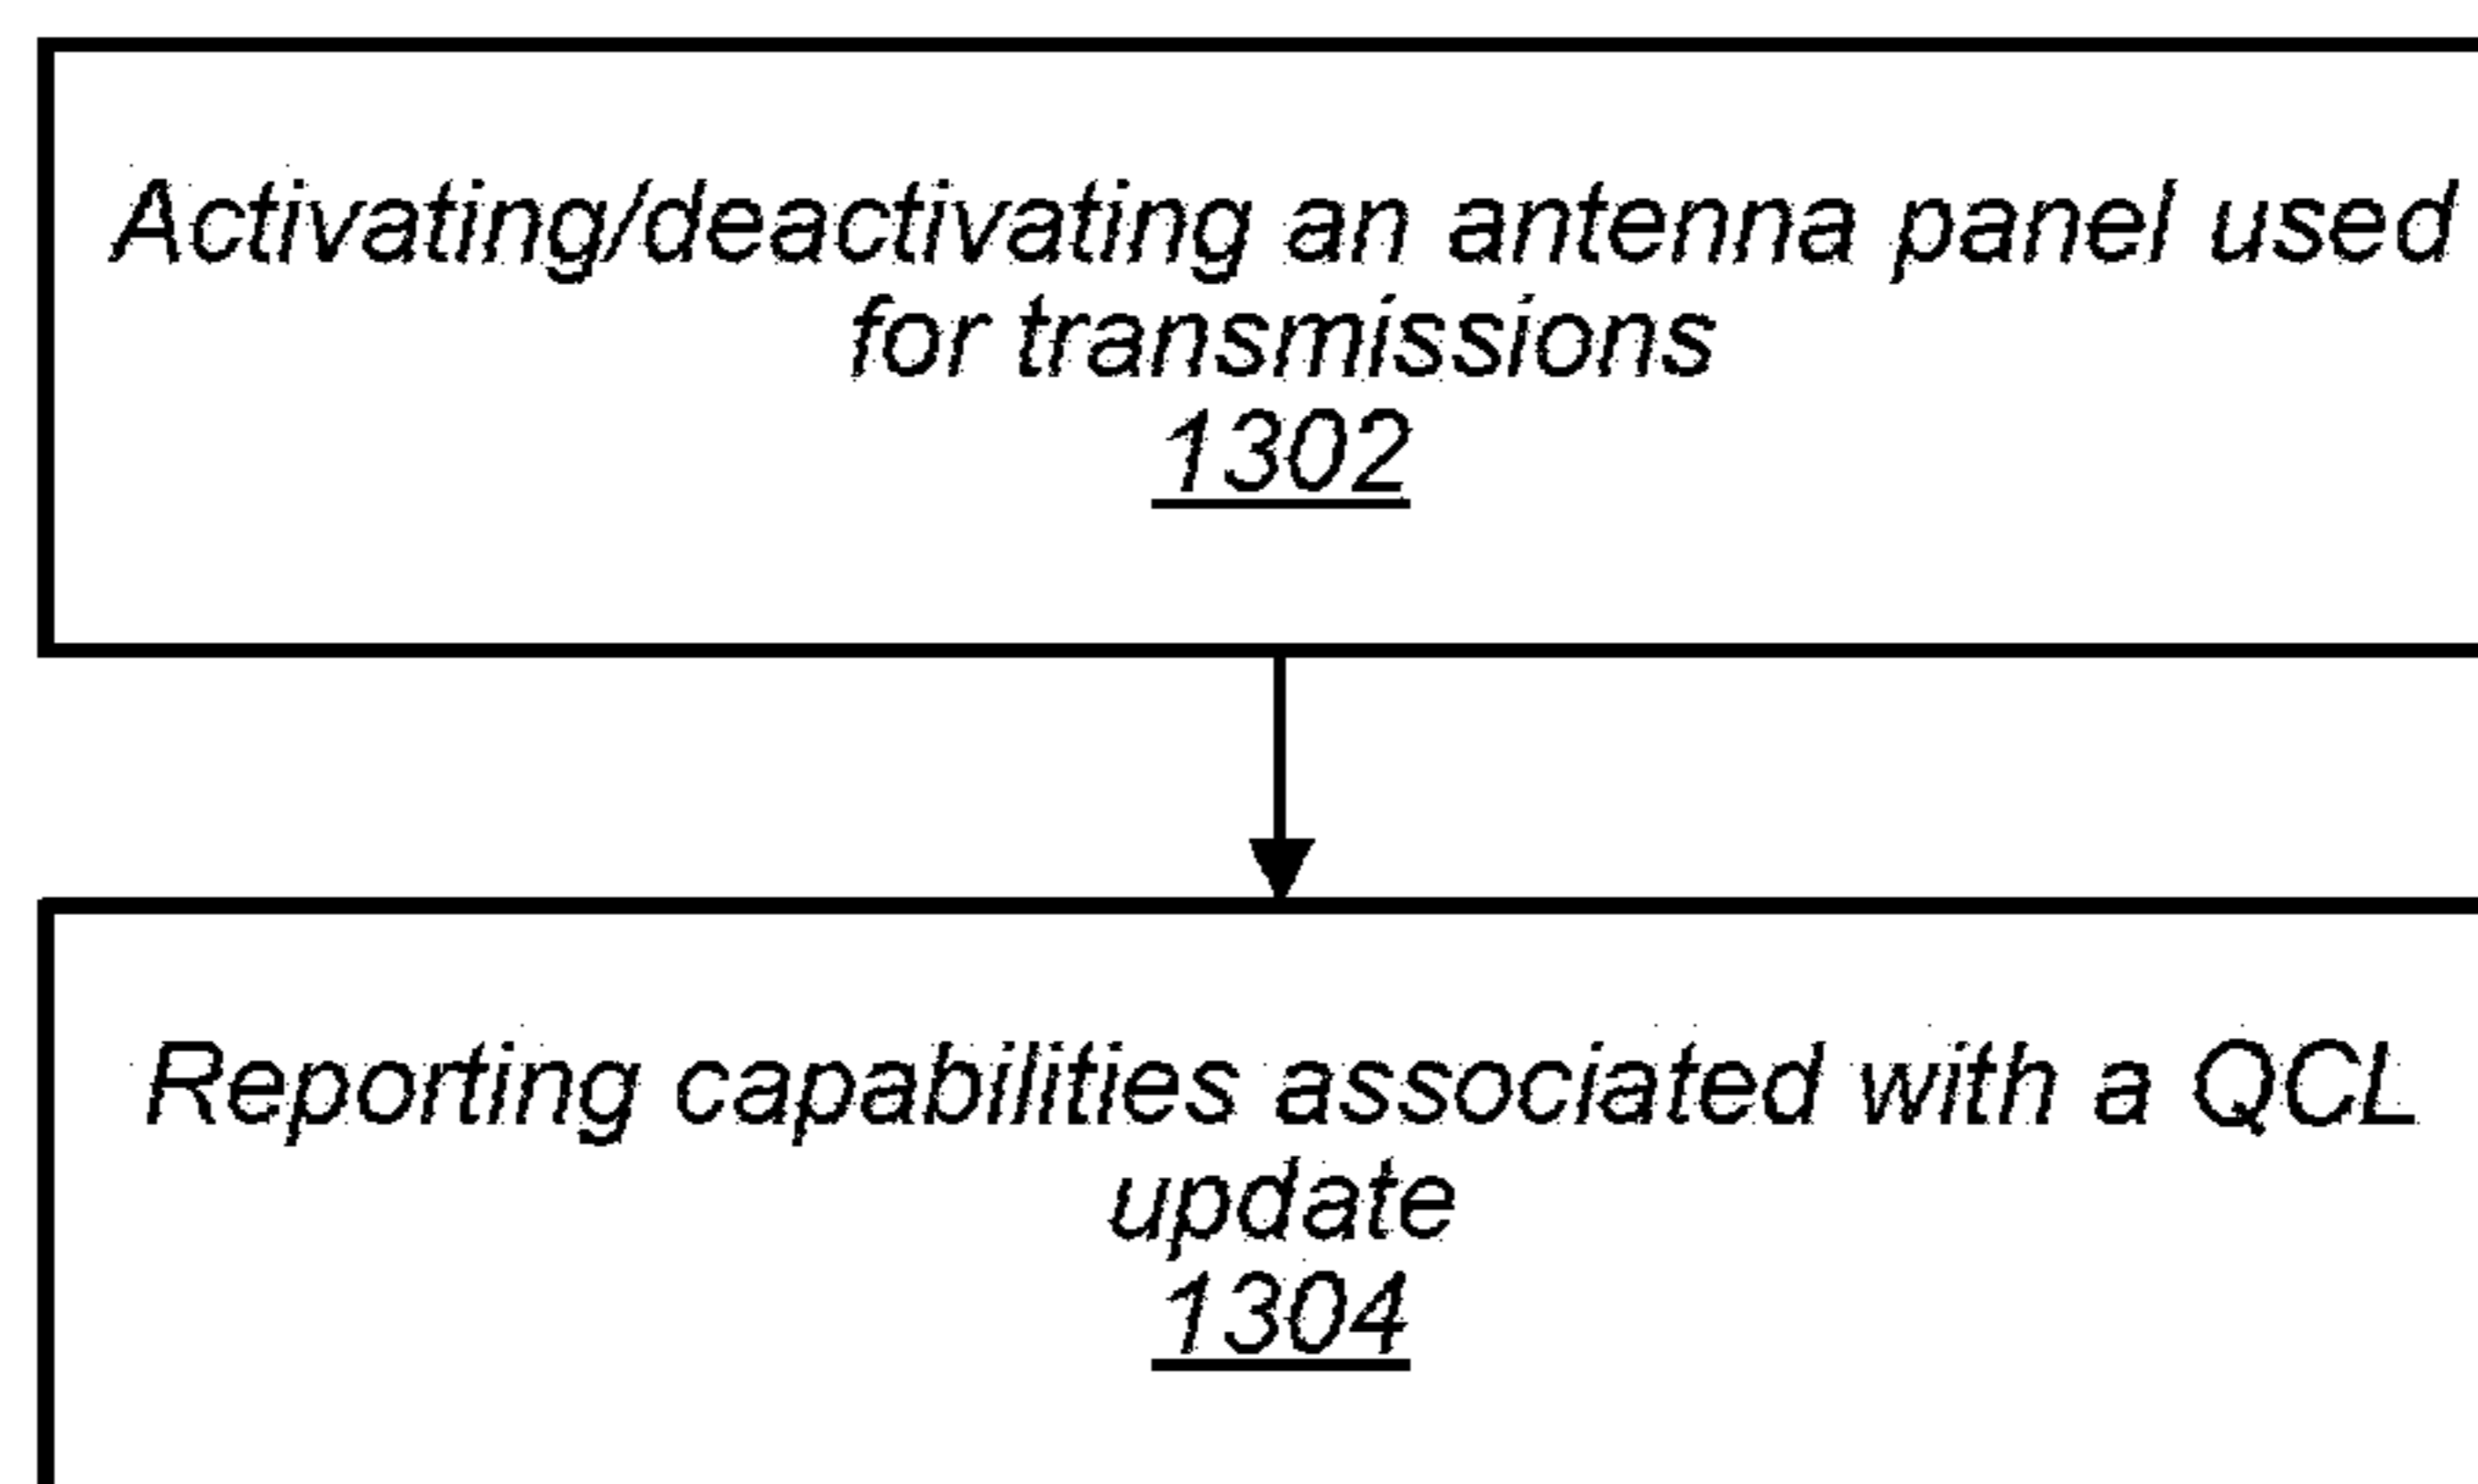 Activating/deactivating an antenna panel used
for transmissions
1302
Reporting capabilities associated with a QCL
update
1304